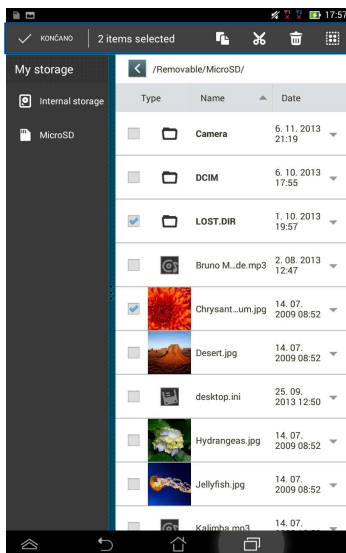 17:57
KONČANO 2 items selected
My storage
/Removable/MicroSD/
Internal storage
MicroSD
Type Name Date
Camera 6. 11. 2013
21:19
DCIM 6. 10. 2013
17:55
LOST.DIR 1. 10. 2013
19:57
Bruno M...de.mp3 2. 08. 2013
12:47
Chrysant...um.jpg 14. 07.
2009 08:52
Desert.jpg 14. 07.
2009 08:52
desktop.ini 25. 09.
2013 12:50
Hydrangeas.jpg 14. 07.
2009 08:52
Jellyfish.jpg 14. 07.
2009 08:52
Kalimba.mp3 14. 07.